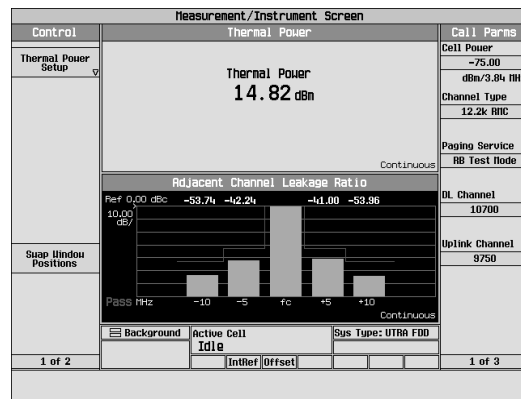 Measurement/Instrument Screen
Control
Thermal Power
Setup
Swap Window
Positions
1 of 2
Thermal Power
Thermal Power
14.82 dBm
Continuous
Adjacent Channel Leakage Ratio
Ref 0.00 dBc -53.74 -42.24 -41.00 -53.96
10.00
dB/
Pass MHz -10 -5 fc +5 +10
Continuous
Background
Active Cell
Idle
Sys Type: UTRA FDD
IntRef Offset
Call Parms
Cell Power
-75.00
dBm/3.84 MH
Channel Type
12.2k RMC
Paging Service
RB Test Mode
DL Channel
10700
Uplink Channel
9750
1 of 3